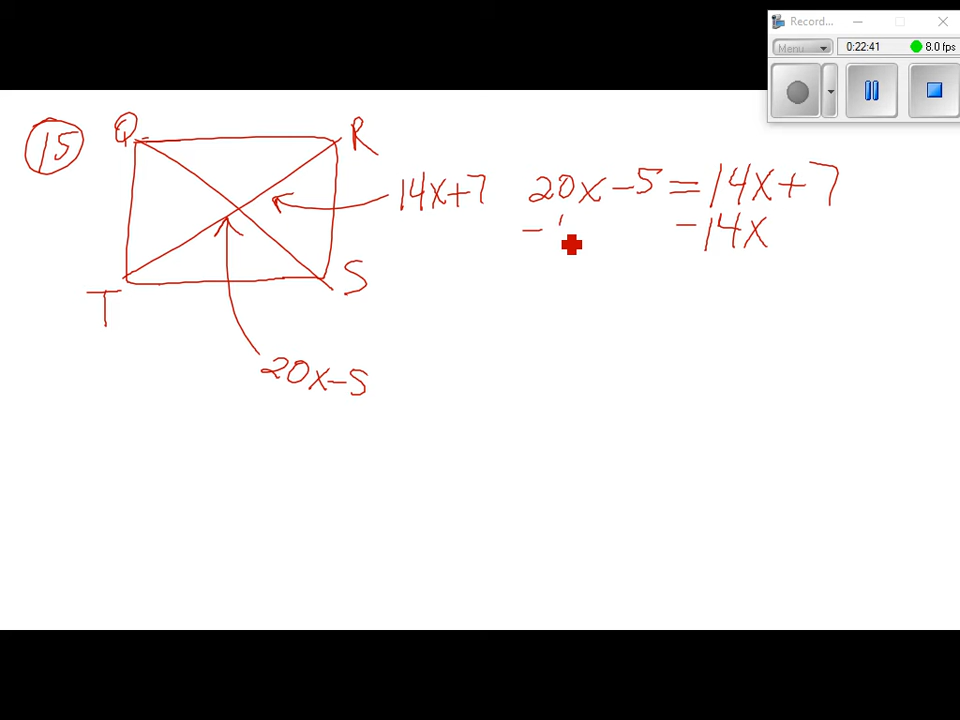 Record...
Menu
0:22:41
8.0 fps
15
Q
R
14x+7
20x-5=14x+7
-14x
S
T
20x-5